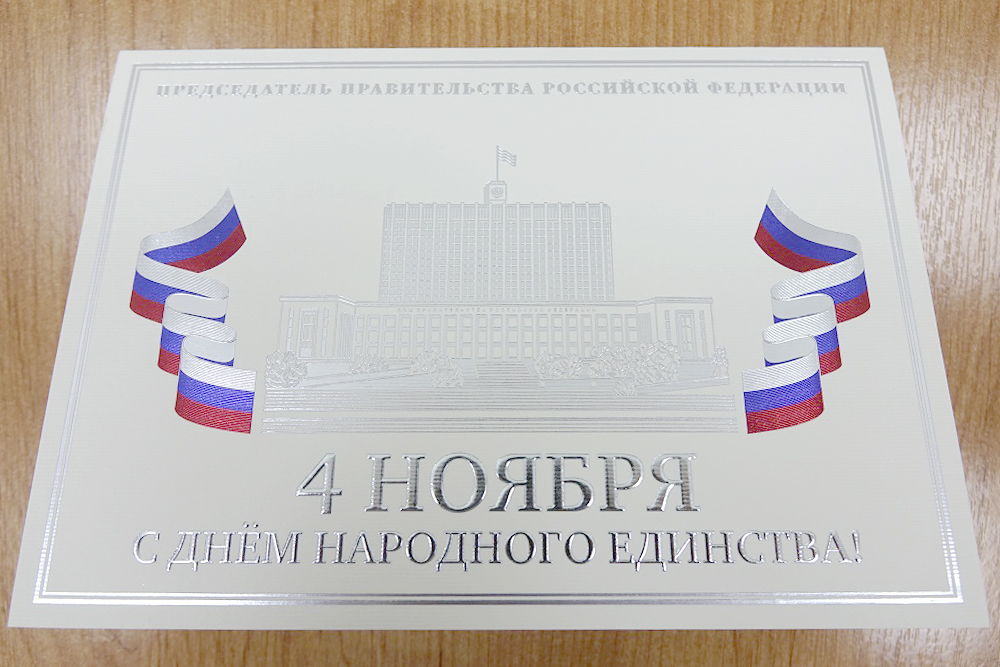 ПРЕДСЕДАТЕЛЬ ПРАВИТЕЛЬСТВА РОССИЙСКОЙ ФЕДЕРАЦИИ
4 НОЯБРЯ
С ДНЁМ НАРОДНОГО ЕДИНСТВА!